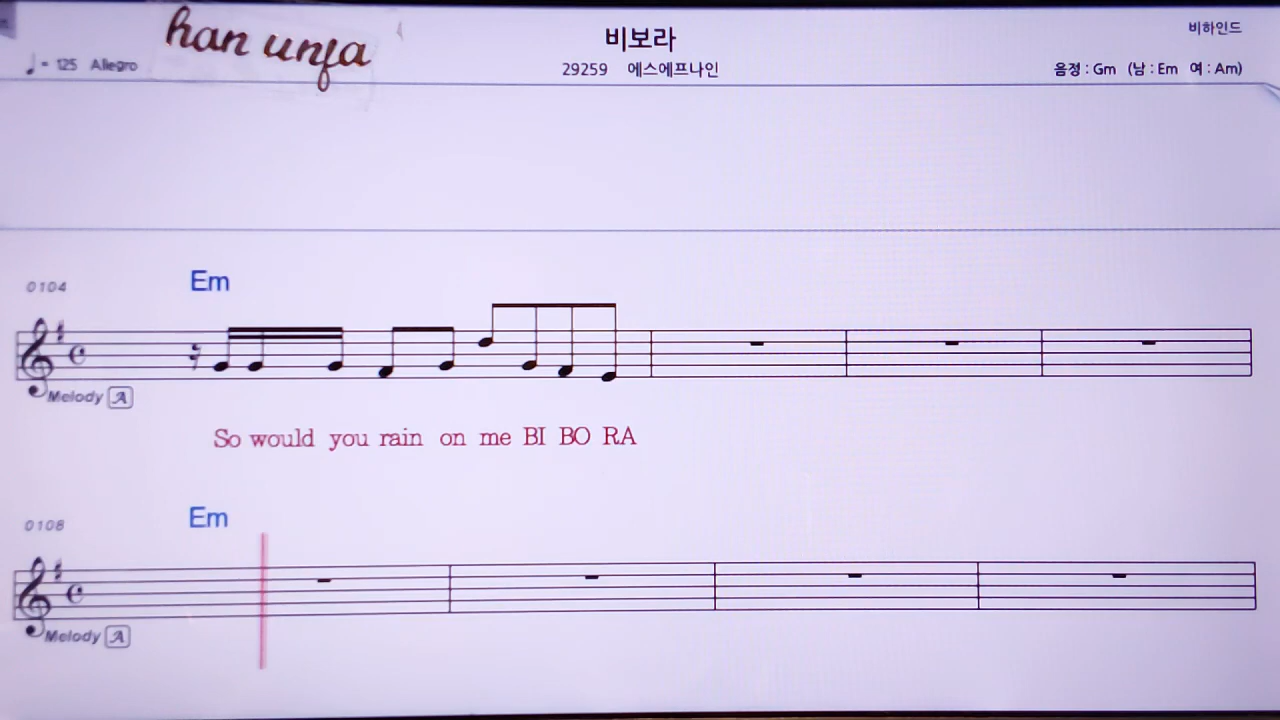 han unfa
비보라
비하인드
♩ = 125 Allegro
29259 에스에프나인
음정 : Gm (남 : Em 여 : Am)
0104
Em
Melody A
So would you rain on me BI BO RA
0108
Em
Melody A